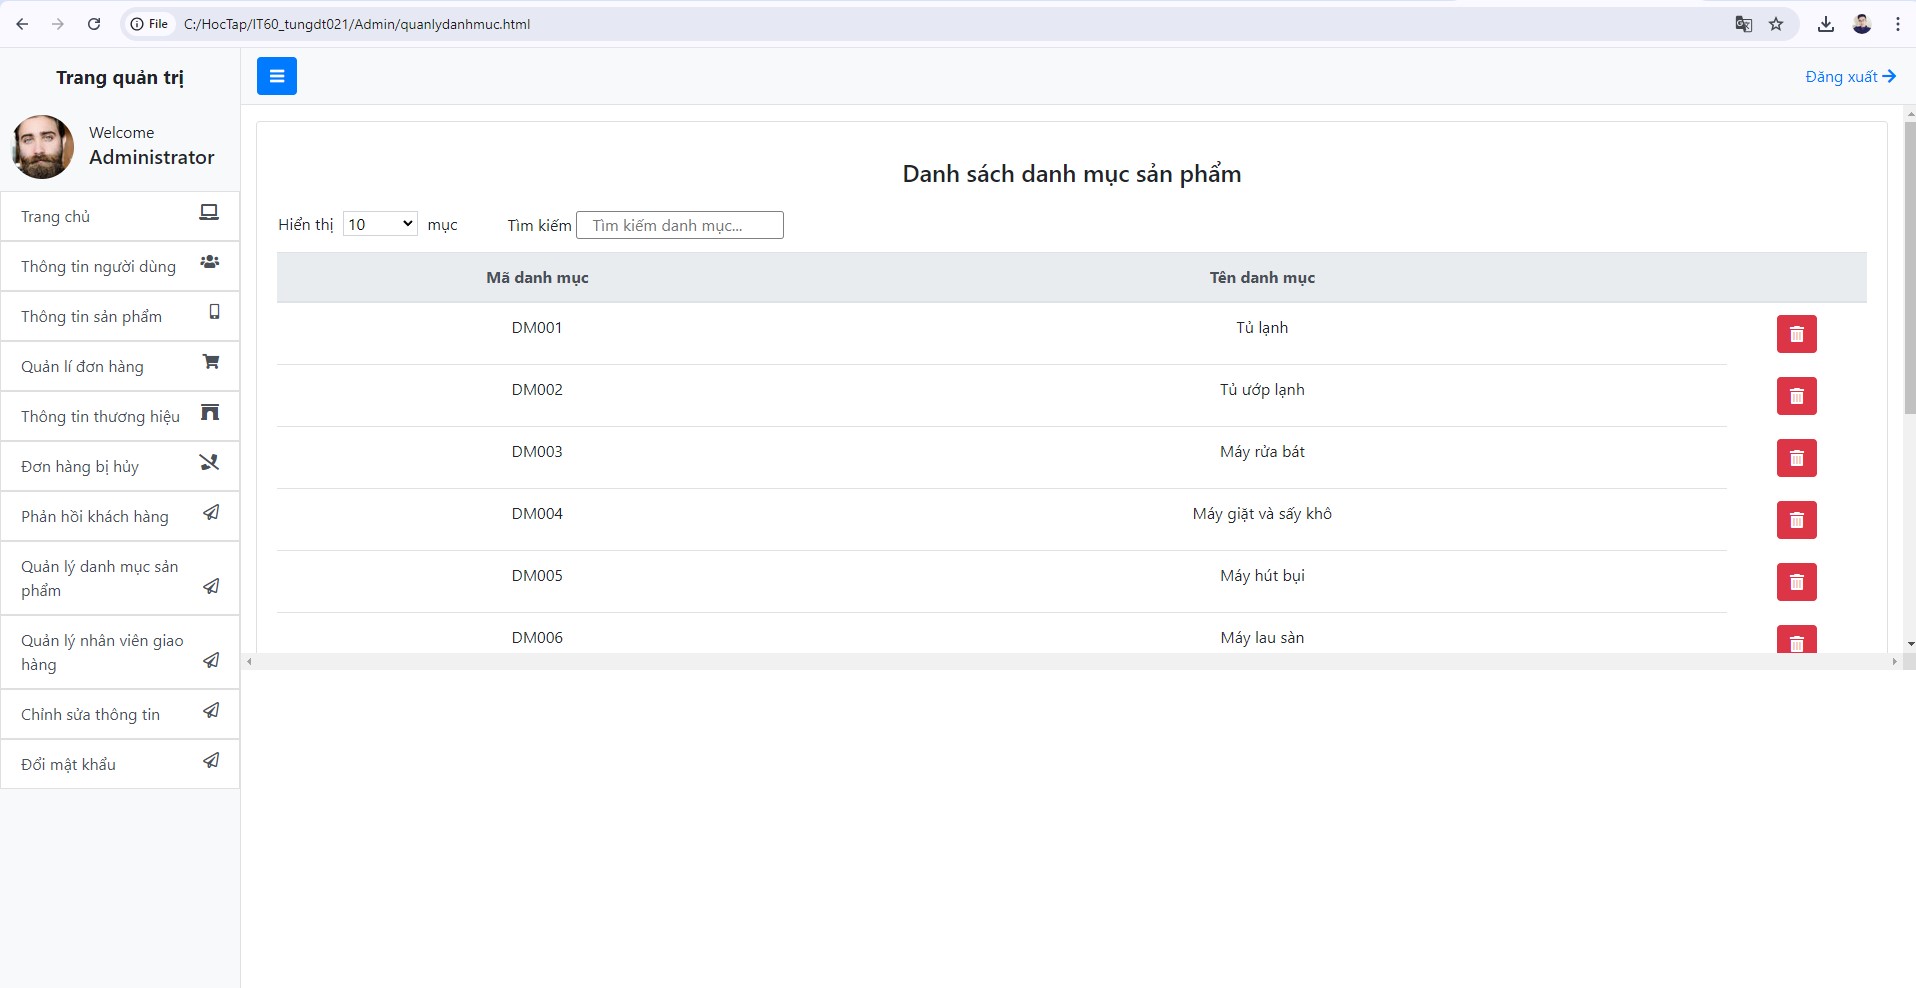 File C:/HocTap/IT60_tungdt021/Admin/quanlydanhmuc.html
Trang quản trị
Đăng xuất
Welcome
Administrator
Trang chủ
Thông tin người dùng
Thông tin sản phẩm
Quản lí đơn hàng
Thông tin thương hiệu
Đơn hàng bị hủy
Phản hồi khách hàng
Quản lý danh mục sản
phẩm
Quản lý nhân viên giao
hàng
Chỉnh sửa thông tin
Đổi mật khẩu
Danh sách danh mục sản phẩm
Hiển thị 10 mục Tìm kiếm Tìm kiếm danh mục...
Mã danh mục Tên danh mục
DM001 Tủ lạnh
DM002 Tủ ướp lạnh
DM003 Máy rửa bát
DM004 Máy giặt và sấy khô
DM005 Máy hút bụi
DM006 Máy lau sàn